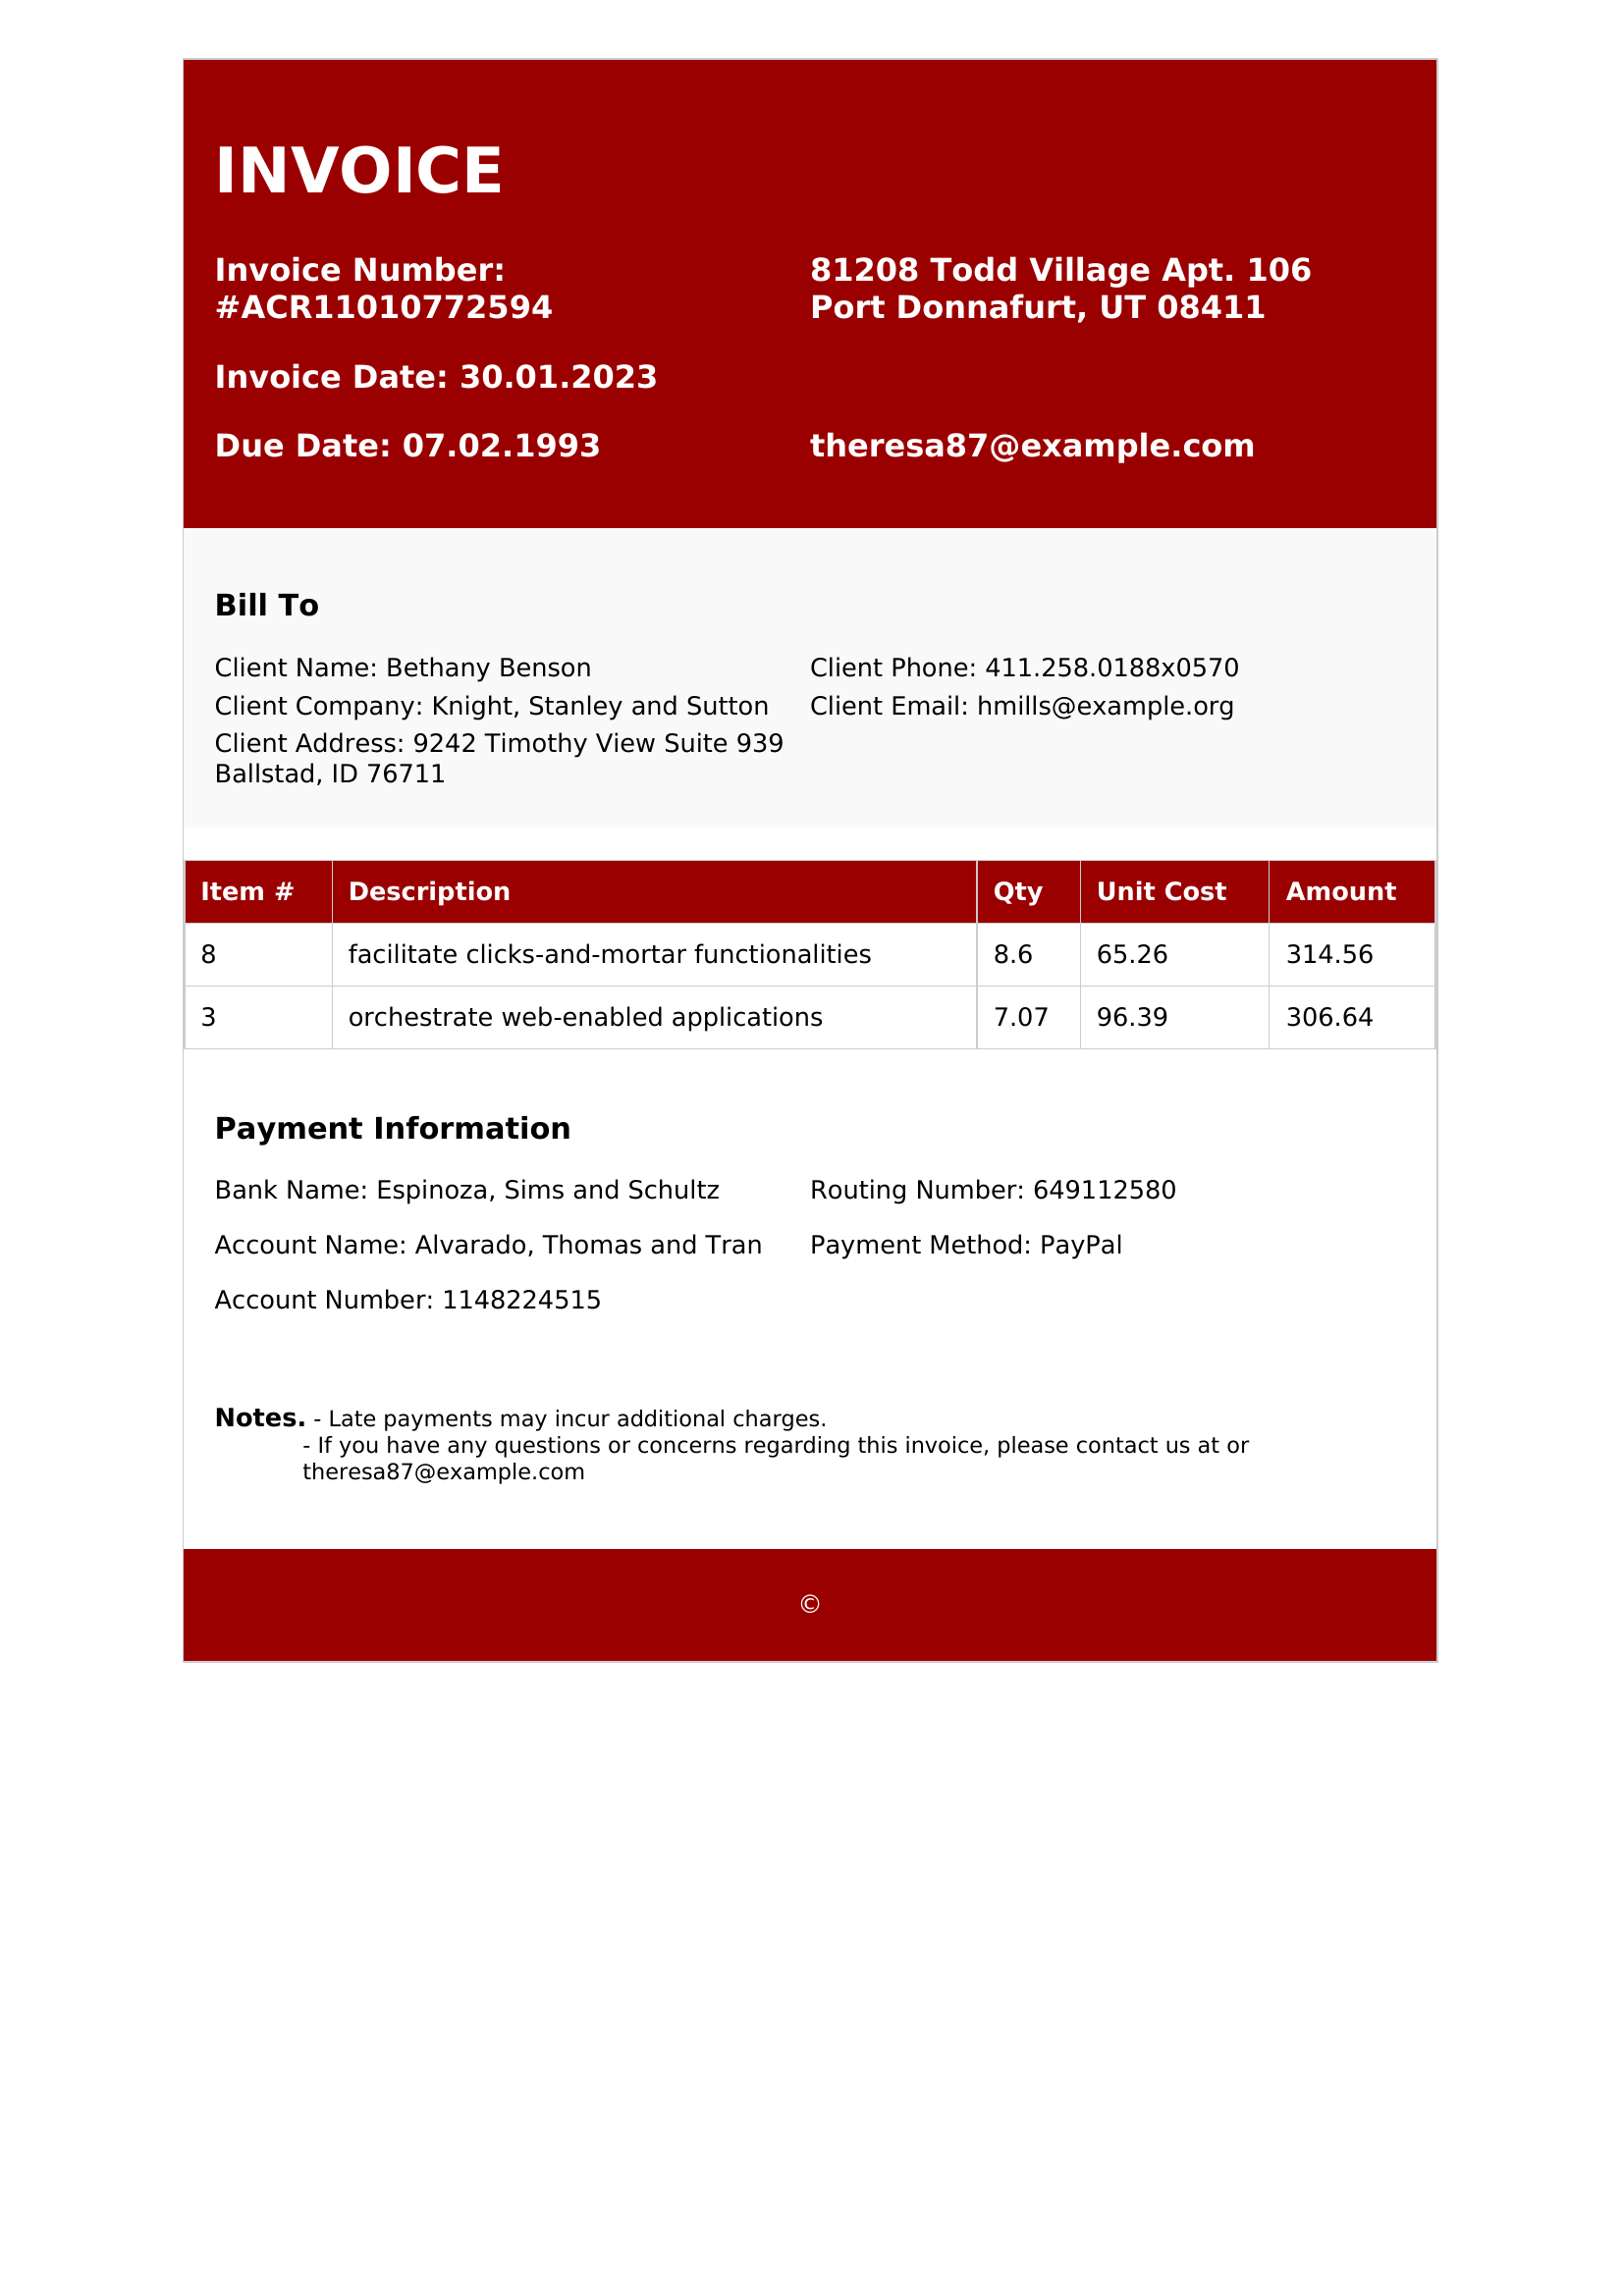 INVOICE
Invoice Number:
#ACR11010772594
81208 Todd Village Apt. 106
Port Donnafurt, UT 08411
Invoice Date: 30.01.2023
Due Date: 07.02.1993
theresa87@example.com
Bill To
Client Name: Bethany Benson
Client Phone: 411.258.0188x0570
Client Company: Knight, Stanley and Sutton
Client Email: hmills@example.org
Client Address: 9242 Timothy View Suite 939
Ballstad, ID 76711
Item # Description Qty Unit Cost Amount
8 facilitate clicks-and-mortar functionalities 8.6 65.26 314.56
3 orchestrate web-enabled applications 7.07 96.39 306.64
Payment Information
Bank Name: Espinoza, Sims and Schultz
Routing Number: 649112580
Account Name: Alvarado, Thomas and Tran
Payment Method: PayPal
Account Number: 1148224515
Notes. - Late payments may incur additional charges.
- If you have any questions or concerns regarding this invoice, please contact us at or
theresa87@example.com
©